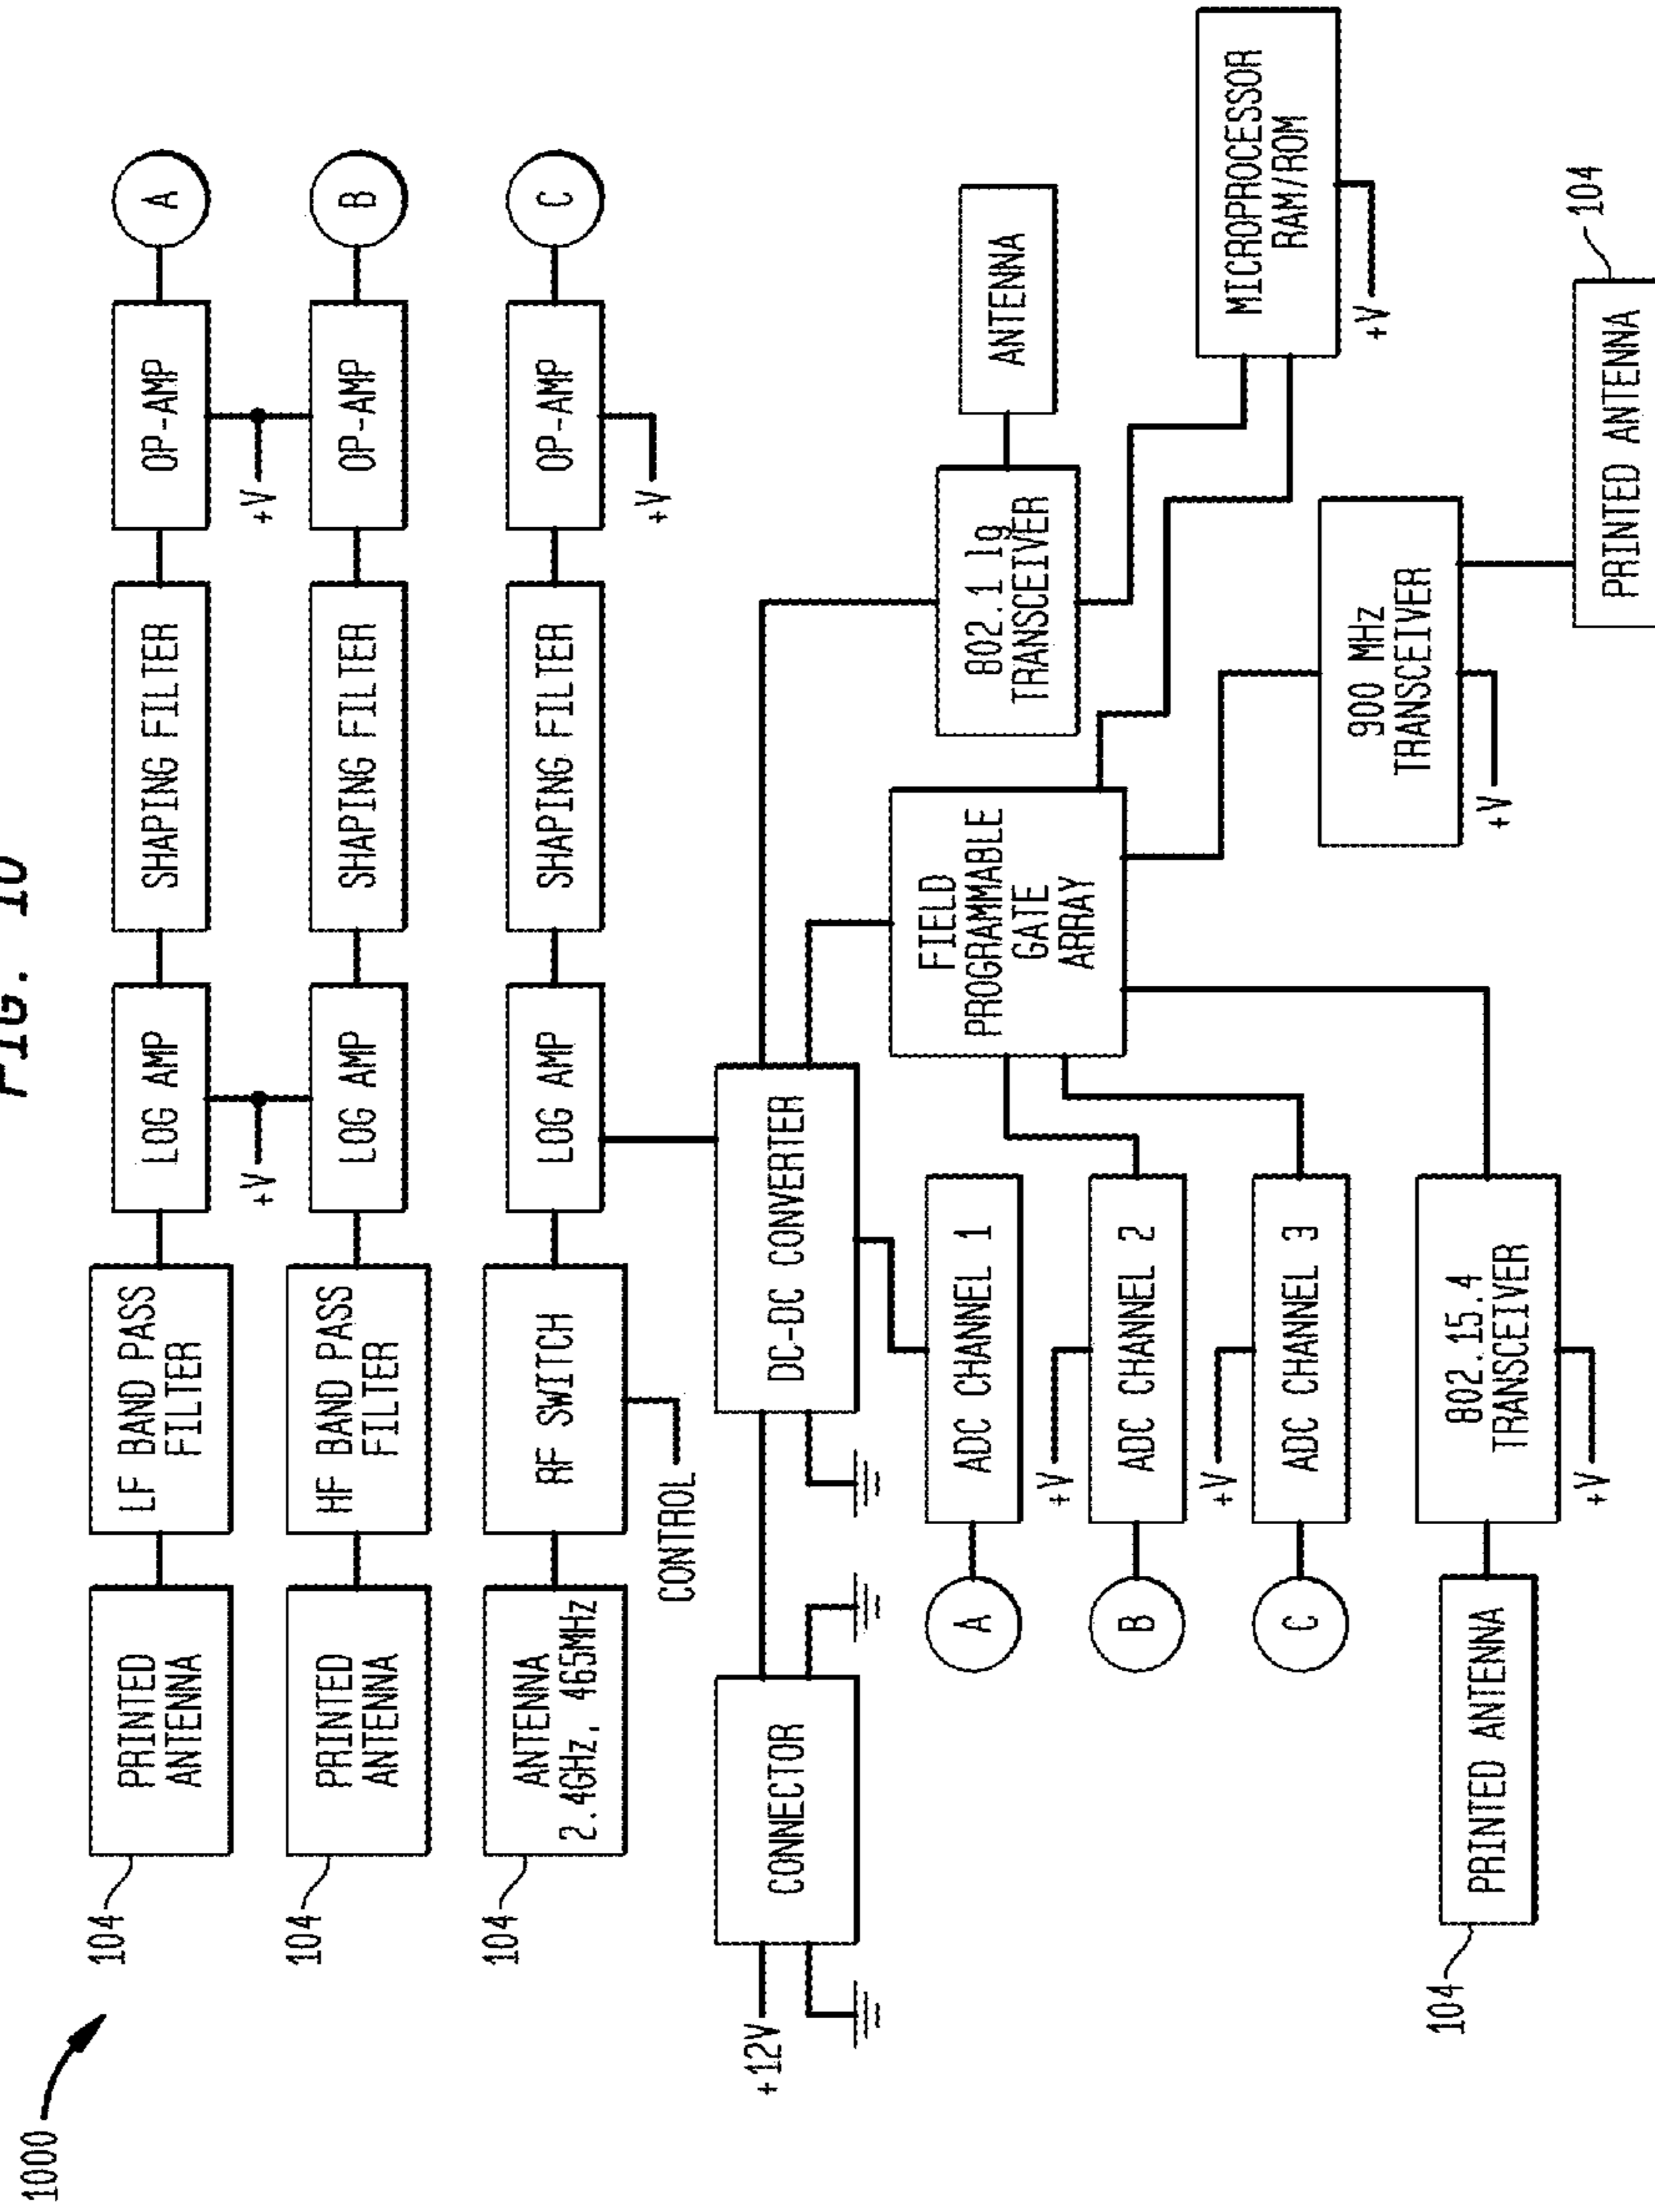 FIG. 10
1000
104
PRINTED
ANTENNA
LF BAND PASS
FILTER
LOG AMP
SHAPING FILTER
OP-AMP
A
+V
+V
104
PRINTED
ANTENNA
HF BAND PASS
FILTER
LOG AMP
SHAPING FILTER
OP-AMP
B
104
ANTENNA
2.4GHz, 465MHz
RF SWITCH
LOG AMP
SHAPING FILTER
OP-AMP
C
CONTROL
+V
+12V
CONNECTOR
DC-DC CONVERTER
802.1 1g
TRANSCEIVER
ANTENNA
A
ADC CHANNEL 1
FIELD
PROGRAMMABLE
GATE
ARRAY
+V
B
ADC CHANNEL 2
MICROPROCESSOR
RAM/ROM
+V
+V
C
ADC CHANNEL 3
900 MHz
TRANSCEIVER
+V
104
PRINTED ANTENNA
802.15.4
TRANSCEIVER
+V
104
PRINTED ANTENNA